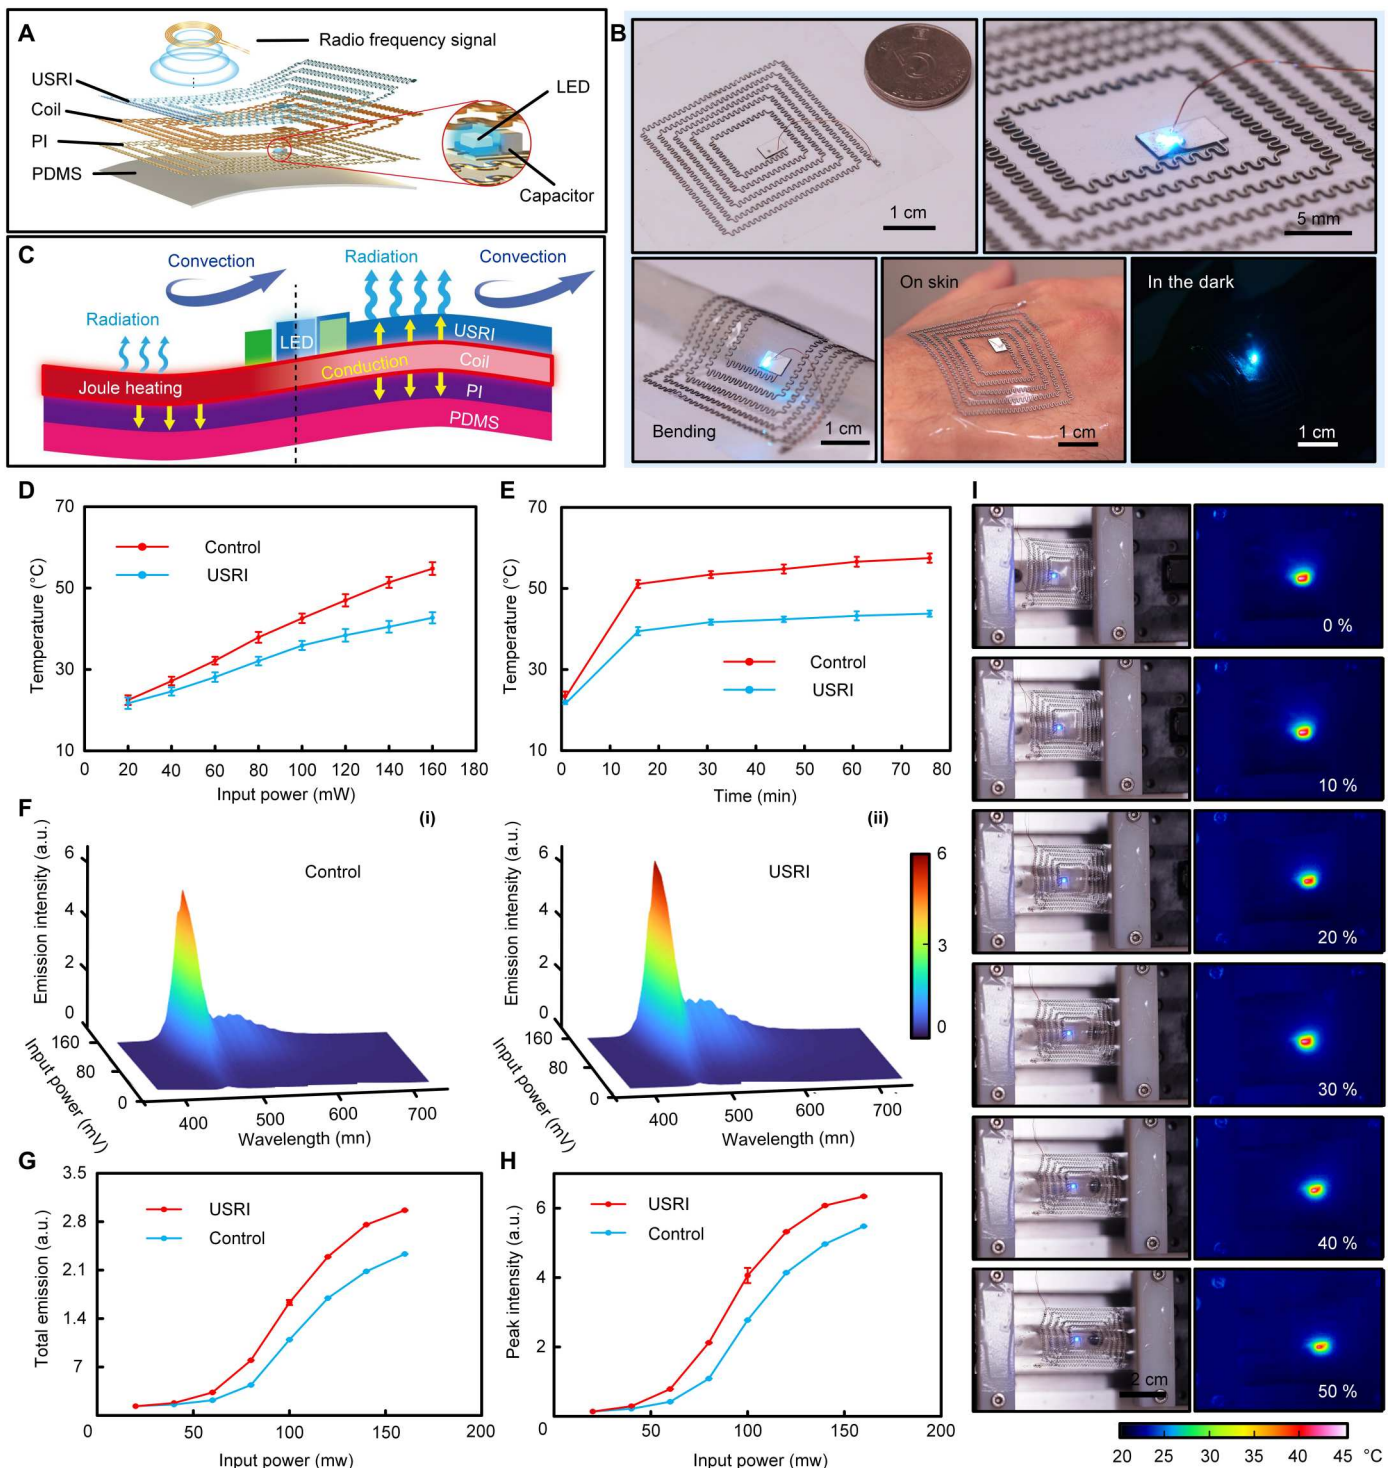 A
Radio frequency signal
USRI
Coil
PI
PDMS
LED
Capacitor
B
1 cm
5 mm
Bending
1 cm
On skin
1 cm
In the dark
1 cm
C
Convection
Radiation
Convection
Radiation
LED
USRI
Coil
Conduction
Joule heating
PI
PDMS
D
70
50
30
10
Temperature (°C)
Control
USRI
0 20 40 60 80 100 120 140 160 180
Input power (mW)
E
70
50
30
10
Temperature (°C)
Control
USRI
0 10 20 30 40 50 60 70 80
Time (min)
F
(i)
Control
6
4
2
0
Emission intensity (a.u.)
160
80
0
Input power (mV)
400 500 600 700
Wavelength (mn)
(ii)
USRI
6
4
2
0
Emission intensity (a.u.)
160
80
0
Input power (mV)
400 500 600 700
Wavelength (mn)
6
3
0
G
3.5
2.8
2.1
1.4
7
Total emission (a.u.)
USRI
Control
0 50 100 150 200
Input power (mw)
H
6
4
2
0
Peak intensity (a.u.)
USRI
Control
50 100 150 200
Input power (mw)
I
0 %
10 %
20 %
30 %
40 %
50 %
2 cm
20 25 30 35 40 45 °C